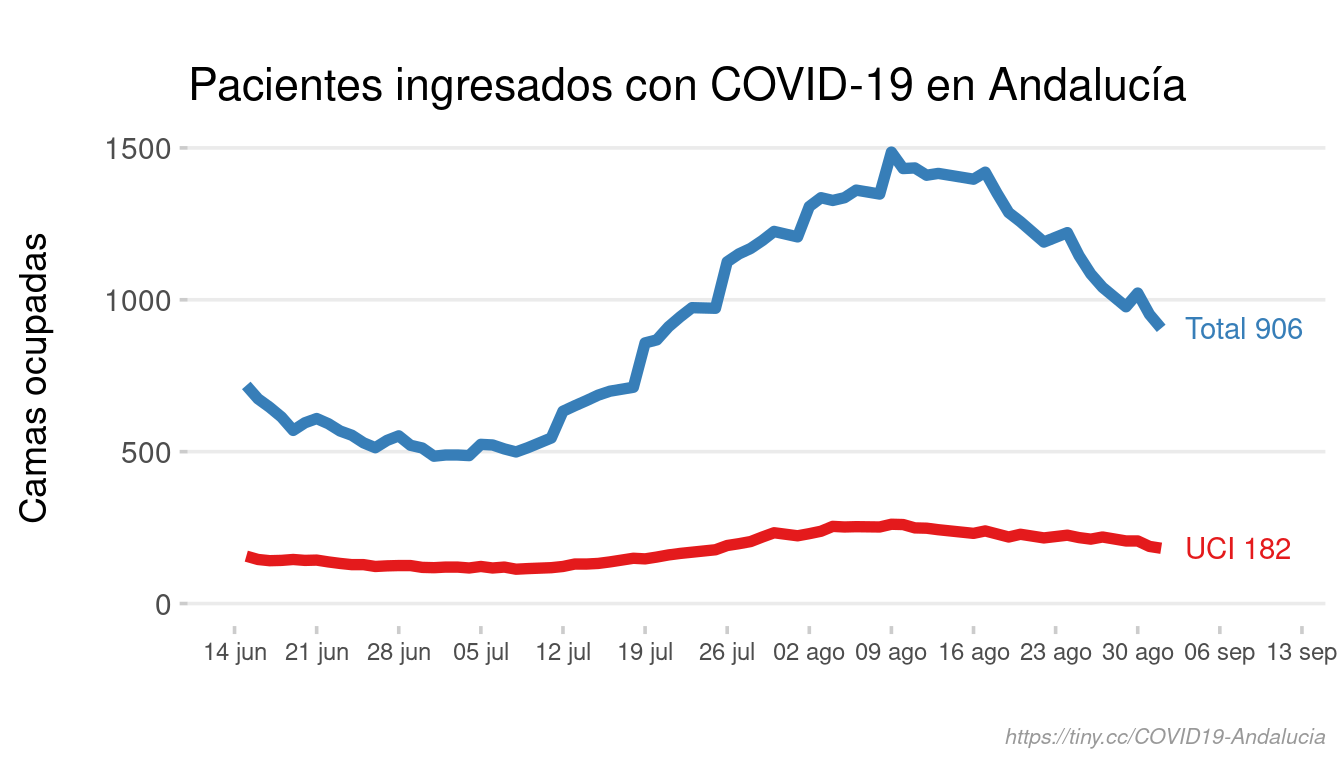 Pacientes ingresados con COVID-19 en Andalucía
Camas ocupadas
1500
1000
500
0
Total 906
UCI 182
14 jun 21 jun 28 jun 05 jul 12 jul 19 jul 26 jul 02 ago 09 ago 16 ago 23 ago 30 ago 06 sep 13 sep
https://tiny.cc/COVID19-Andalucia